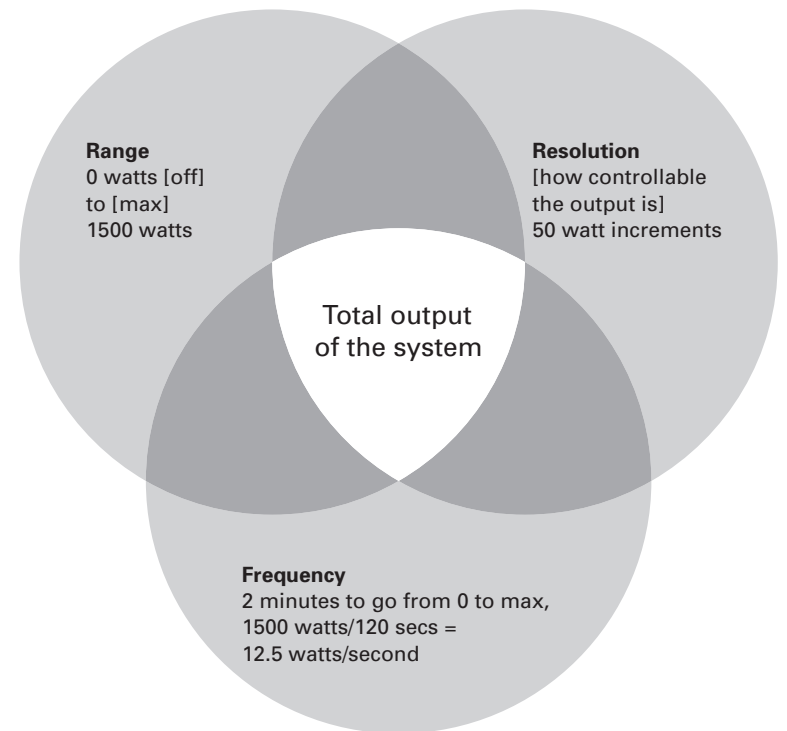 Range
0 watts [off]
to [max]
1500 watts
Resolution
[how controllable
the output is]
50 watt increments
Total output
of the system
Frequency
2 minutes to go from 0 to max,
1500 watts/120 secs =
12.5 watts/second